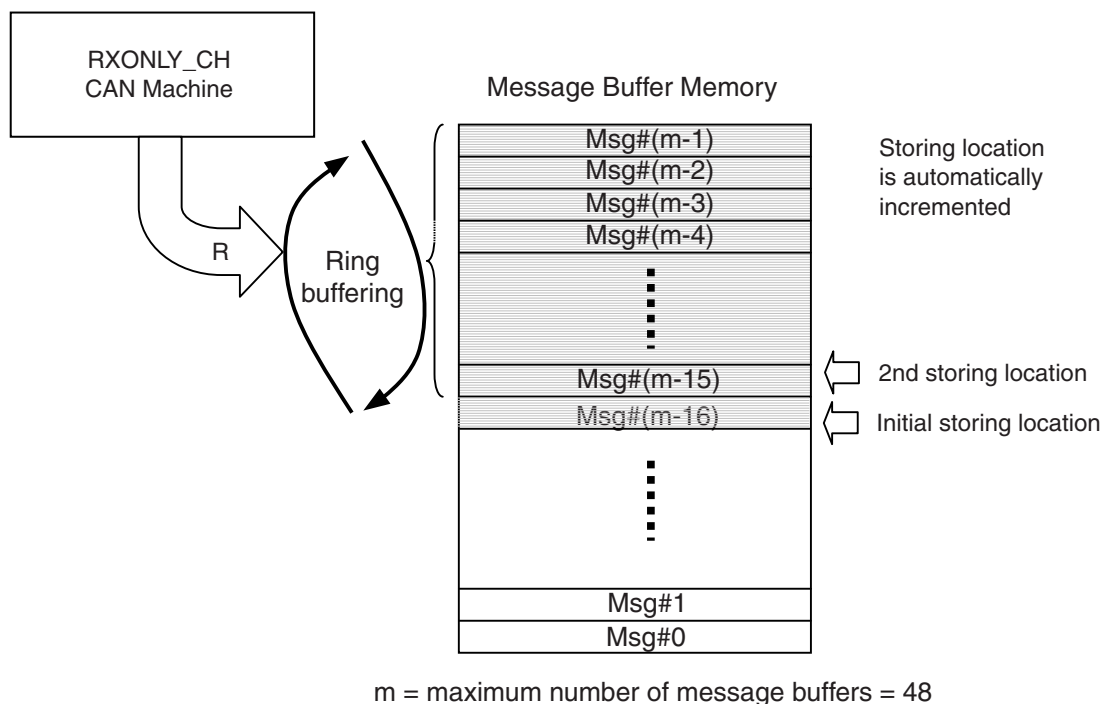 RXONLY_CH
CAN Machine
Message Buffer Memory
Msg#(m-1)
Msg#(m-2)
Msg#(m-3)
Msg#(m-4)
Storing location
is automatically
incremented
R
Ring
buffering
Msg#(m-15)
2nd storing location
Msg#(m-16)
Initial storing location
Msg#1
Msg#0
m = maximum number of message buffers = 48